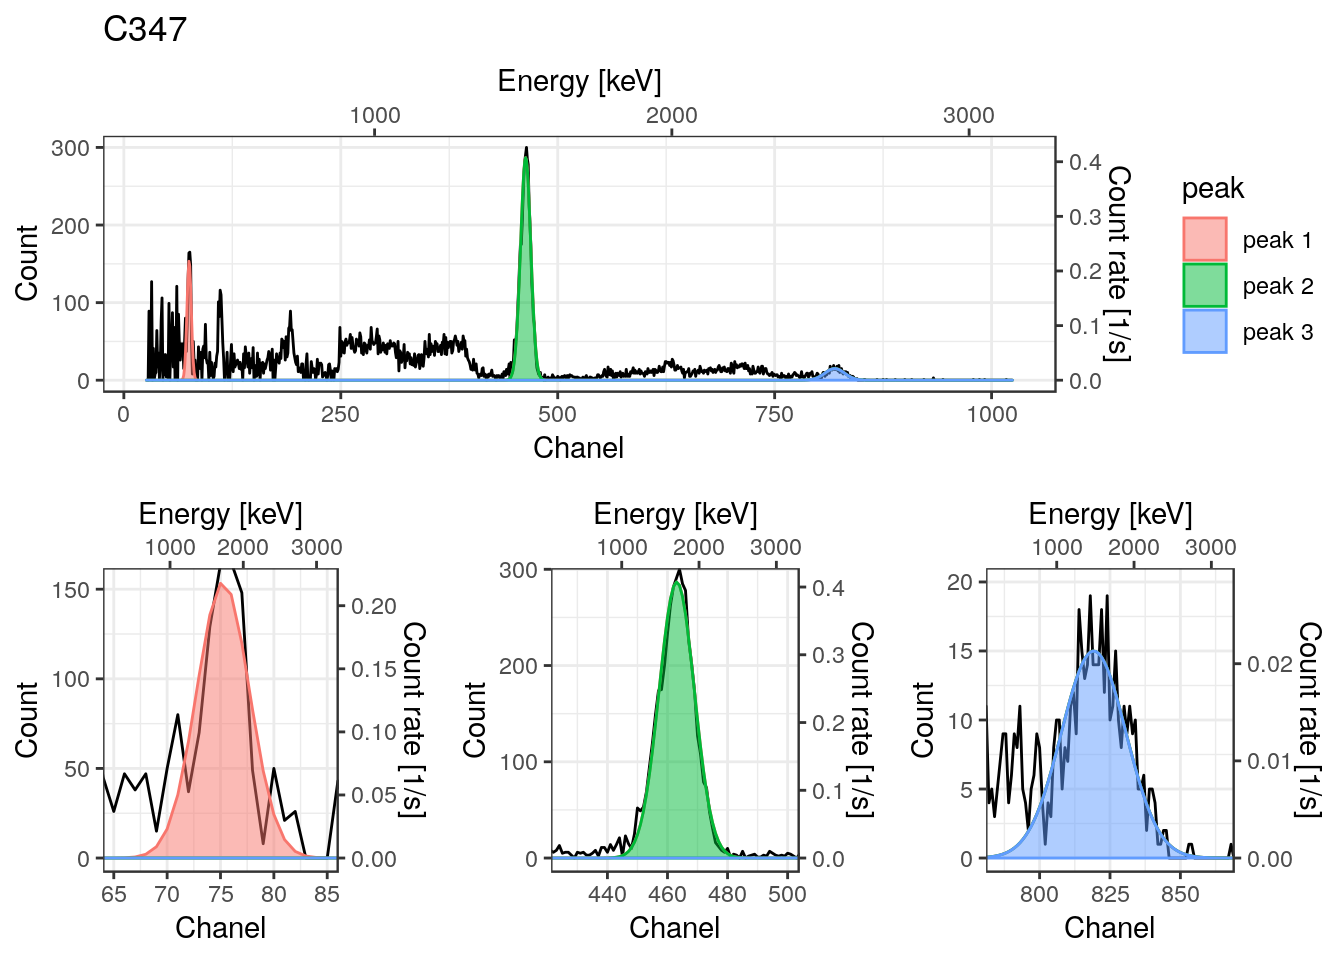 C347
Energy [keV]
1000 2000 3000
300
200
100
0
Count
0.4
0.3
0.2
0.1
0.0
Count rate [1/s]
0 250 500 750 1000
Chanel
peak
peak 1
peak 2
peak 3
Energy [keV]
1000 2000 3000
150
100
50
0
Count
0.20
0.15
0.10
0.05
0.00
Count rate [1/s]
65 70 75 80 85
Chanel
Energy [keV]
1000 2000 3000
300
200
100
0
Count
0.4
0.3
0.2
0.1
0.0
Count rate [1/s]
440 460 480 500
Chanel
Energy [keV]
1000 2000 3000
20
15
10
5
0
Count
0.02
0.01
0.00
Count rate [1/s]
800 825 850
Chanel